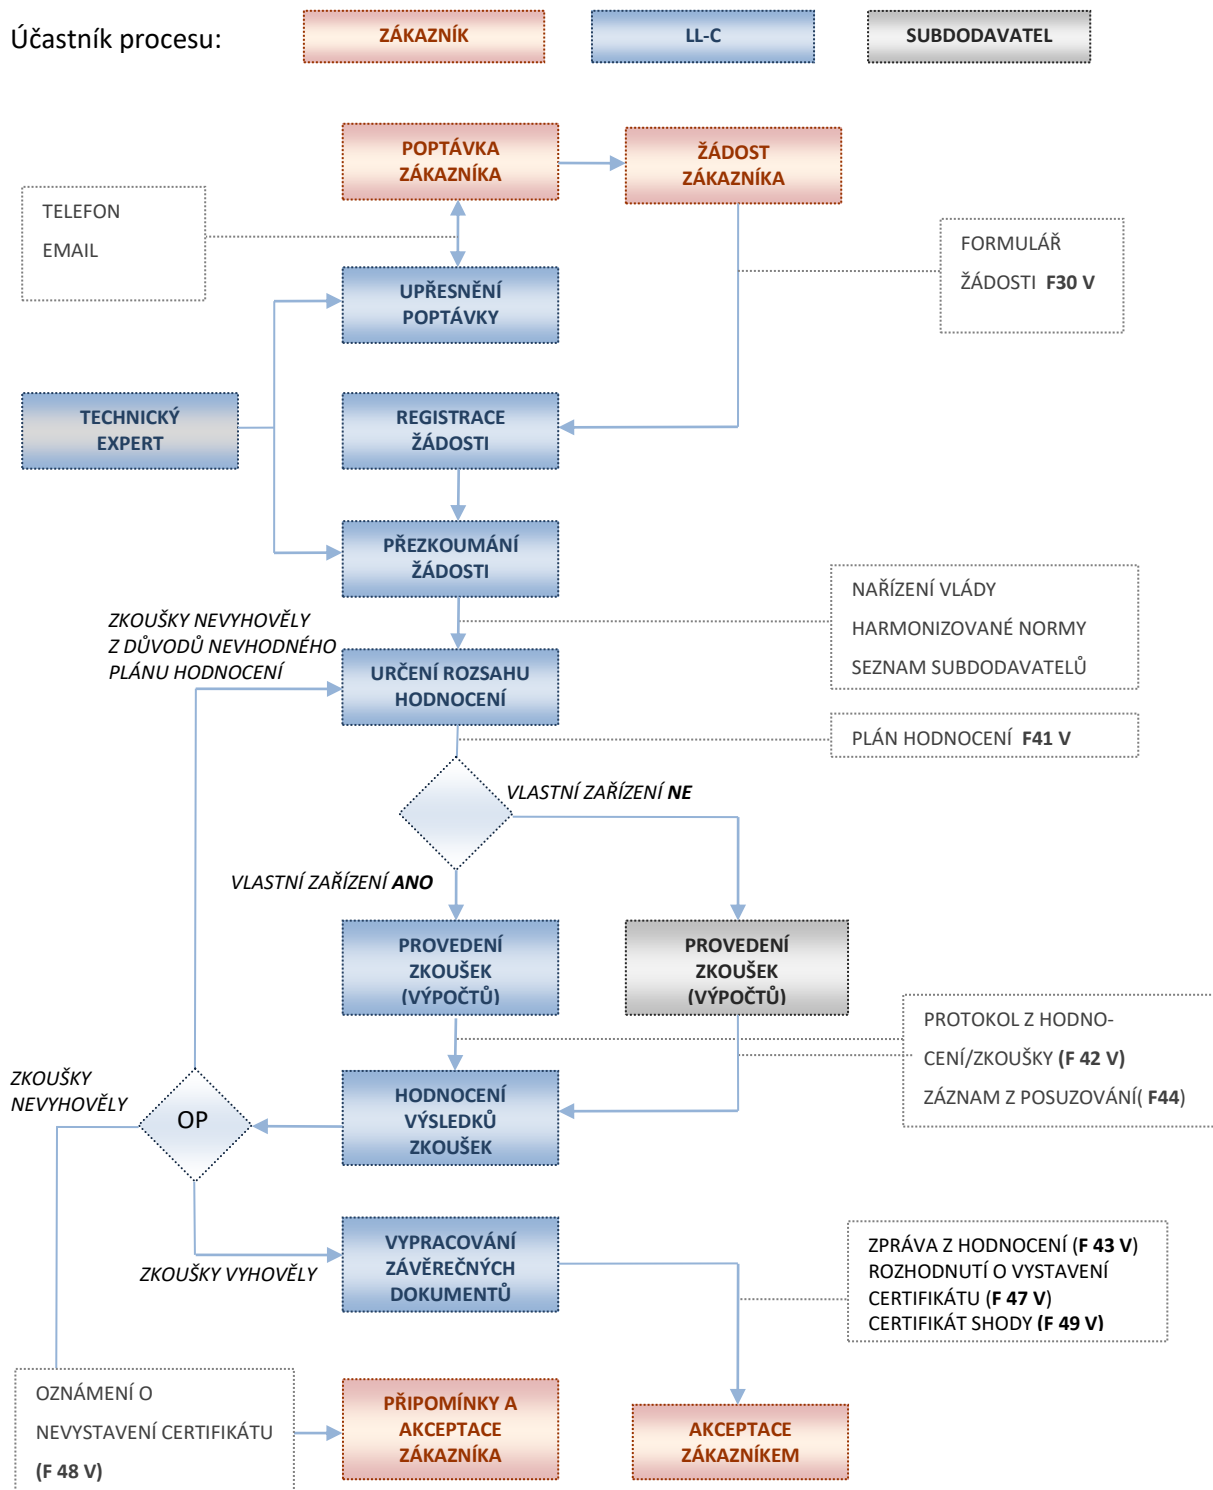 Účastník procesu:
ZÁKAZNÍK
LL-C
SUBDODAVATEL
POPTÁVKA
ZÁKAZNÍKA
ŽÁDOST
ZÁKAZNÍKA
TELEFON
EMAIL
FORMULÁŘ
ŽÁDOSTI F30 V
UPŘESNĚNÍ
POPTÁVKY
TECHNICKÝ
EXPERT
REGISTRACE
ŽÁDOSTI
PŘEZKOUMÁNÍ
ŽÁDOSTI
NAŘÍZENÍ VLÁDY
HARMONIZOVANÉ NORMY
SEZNAM SUBDODAVATELŮ
ZKOUŠKY NEVYHOVĚLY
Z DŮVODŮ NEVHODNÉHO
PLÁNU HODNOCENÍ
URČENÍ ROZSAHU
HODNOCENÍ
PLÁN HODNOCENÍ F41 V
VLASTNÍ ZAŘÍZENÍ NE
VLASTNÍ ZAŘÍZENÍ ANO
PROVEDENÍ
ZKOUŠEK
(VÝPOČTŮ)
PROVEDENÍ
ZKOUŠEK
(VÝPOČTŮ)
PROTOKOL Z HODNO-
CENÍ/ZKOUŠKY (F 42 V)
ZÁZNAM Z POSUZOVÁNÍ( F44)
ZKOUŠKY
NEVYHOVĚLY
OP
HODNOCENÍ
VÝSLEDKŮ
ZKOUŠEK
ZKOUŠKY VYHOVĚLY
VYPRACOVÁNÍ
ZÁVĚREČNÝCH
DOKUMENTŮ
ZPRÁVA Z HODNOCENÍ (F 43 V)
ROZHODNUTÍ O VYSTAVENÍ
CERTIFIKÁTU (F 47 V)
CERTIFIKÁT SHODY (F 49 V)
OZNÁMENÍ O
NEVYSTAVENÍ CERTIFIKÁTU
(F 48 V)
PŘIPOMÍNKY A
AKCEPTACE
ZÁKAZNÍKA
AKCEPTACE
ZÁKAZNÍKEM